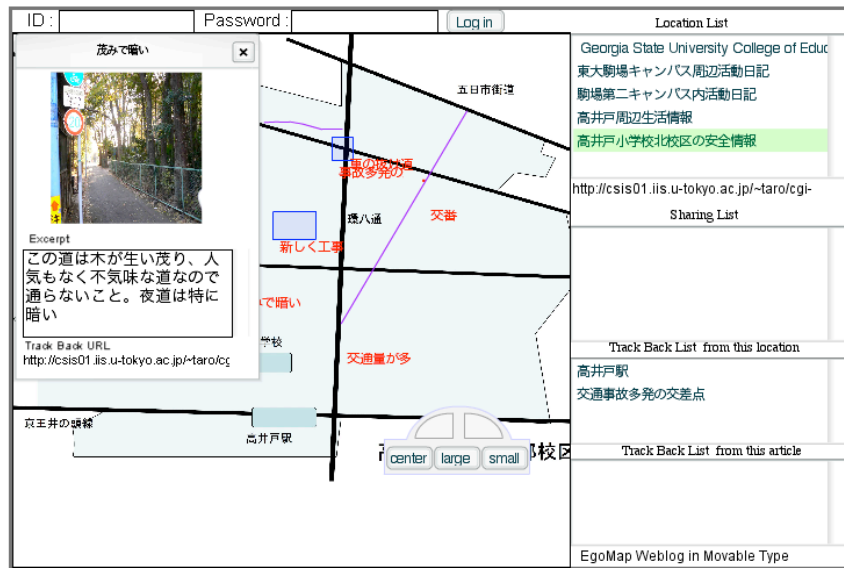 ID :
Password :
Log in
Location List
茂みで暗い
×
Excerpt
この道は木が生い茂り、人
気もなく不気味な道なので
通らないこと。夜道は特に
暗い
Track Back URL
http://csis01.iis.u-tokyo.ac.jp/~taro/cg
五日市街道
車の抜け道
事故多発の
交番
環八通
新しく工事
で暗い
学校
交通量が多
京王井の頭線
高井戸駅
校区
center
large
small
Georgia State University College of Educ
東大駒場キャンパス周辺活動日記
駒場第二キャンパス内活動日記
高井戸周辺生活情報
高井戸小学校北校区の安全情報
http://csis01.iis.u-tokyo.ac.jp/~taro/cgi-
Sharing List
Track Back List from this location
高井戸駅
交通事故多発の交差点
Track Back List from this article
EgoMap Weblog in Movable Type